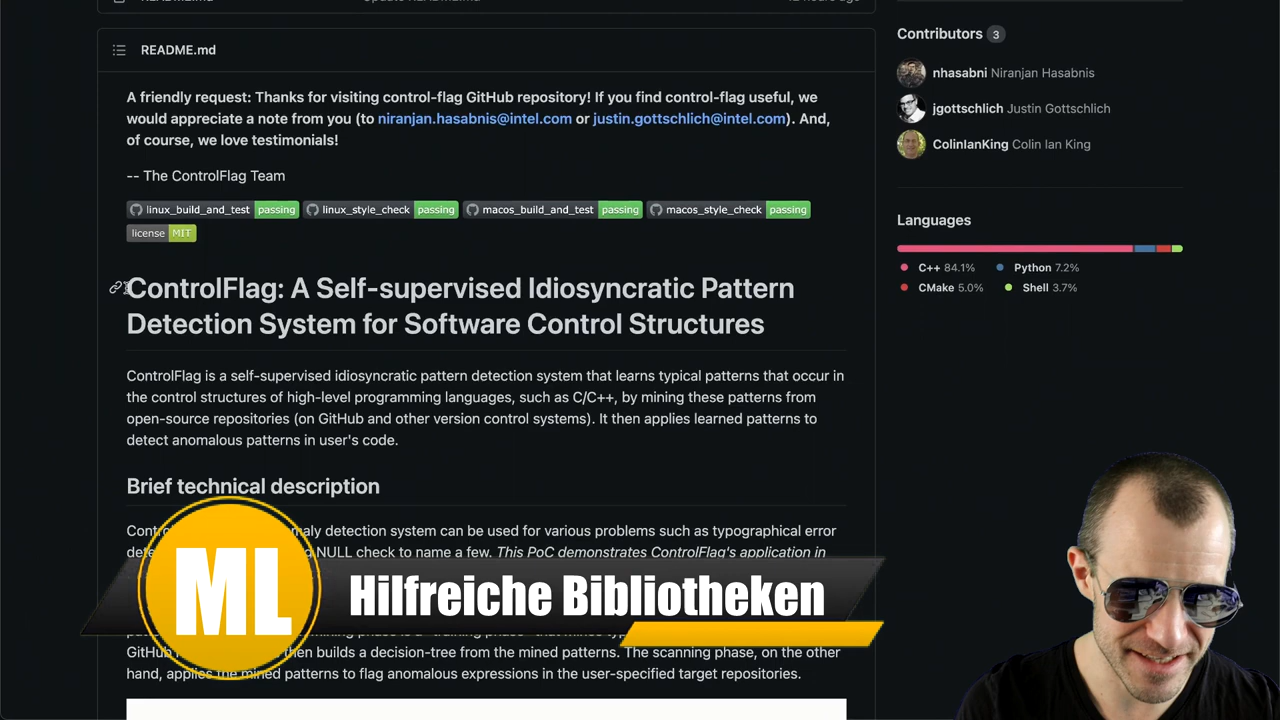 README.md
A friendly request: Thanks for visiting control-flag GitHub repository! If you find control-flag useful, we
would appreciate a note from you (to niranjan.hasabnis@intel.com or justin.gottschlich@intel.com). And,
of course, we love testimonials!
-- The ControlFlag Team
linux_build_and_test passing linux_style_check passing macos_build_and_test passing macos_style_check passing
license MIT
ControlFlag: A Self-supervised Idiosyncratic Pattern
Detection System for Software Control Structures
ControlFlag is a self-supervised idiosyncratic pattern detection system that learns typical patterns that occur in
the control structures of high-level programming languages, such as C/C++, by mining these patterns from
open-source repositories (on GitHub and other version control systems). It then applies learned patterns to
detect anomalous patterns in user's code.
Brief technical description
detection system can be used for various problems such as typographical error
NULL check to name a few. This PoC demonstrates ControlFlag's application in
ML
Hilfreiche Bibliotheken
GitHub then builds a decision-tree from the mined patterns. The scanning phase, on the other
hand, applies the mined patterns to flag anomalous expressions in the user-specified target repositories.
Contributors 3
nhasabni Niranjan Hasabnis
jgottschlich Justin Gottschlich
ColinIanKing Colin Ian King
Languages
C++ 84.1% Python 7.2%
CMake 5.0% Shell 3.7%